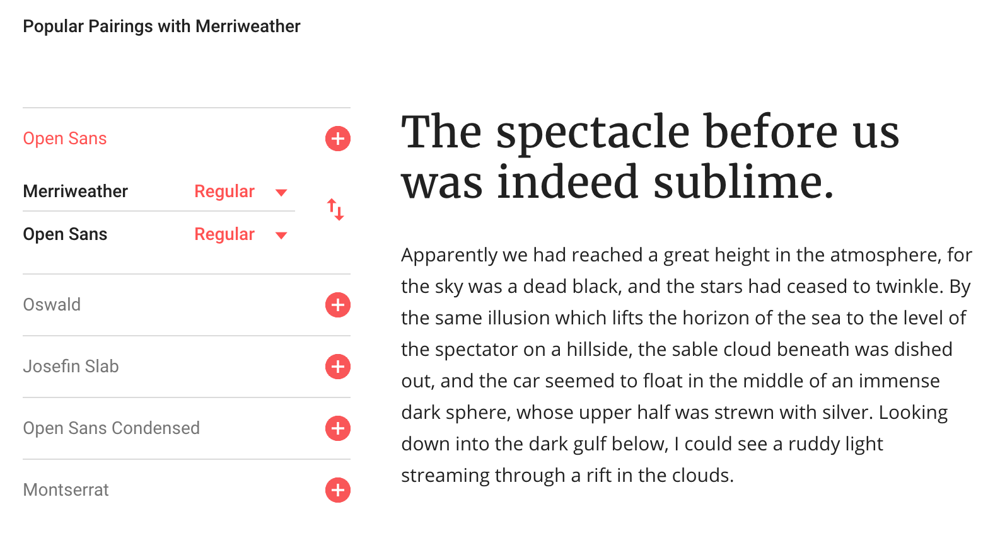 Popular Pairings with Merriweather
Open Sans
Merriweather Regular
Open Sans Regular
Oswald
Josefin Slab
Open Sans Condensed
Montserrat
The spectacle before us
was indeed sublime.
Apparently we had reached a great height in the atmosphere, for
the sky was a dead black, and the stars had ceased to twinkle. By
the same illusion which lifts the horizon of the sea to the level of
the spectator on a hillside, the sable cloud beneath was dished
out, and the car seemed to float in the middle of an immense
dark sphere, whose upper half was strewn with silver. Looking
down into the dark gulf below, I could see a ruddy light
streaming through a rift in the clouds.